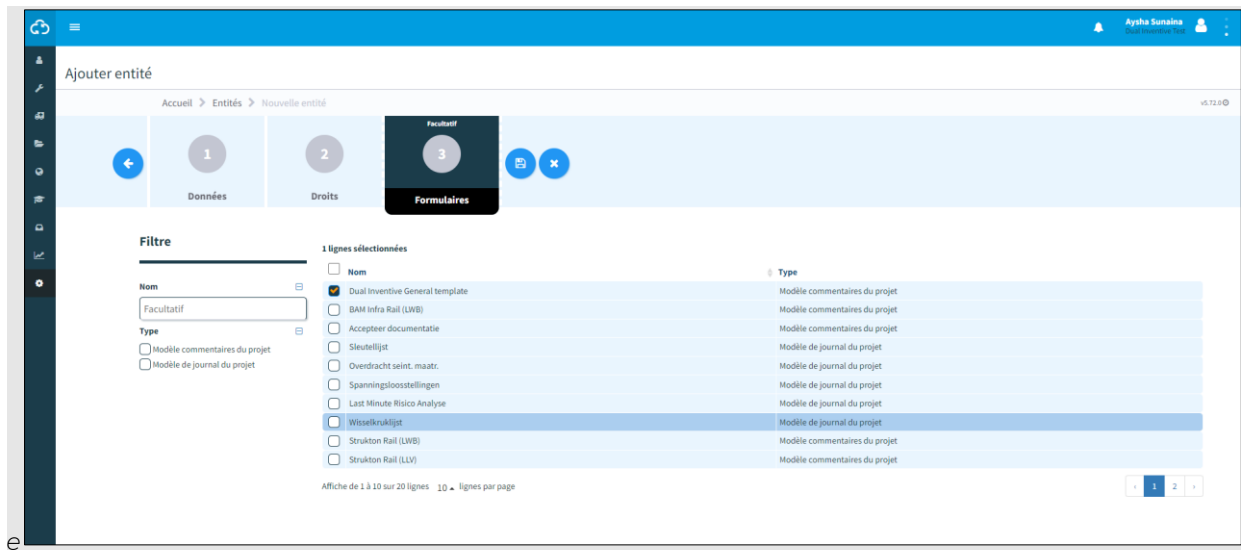 Aysha Sunaina
Dual Inventive Test
Ajouter entité
Accueil > Entités > Nouvelle entité
v5.72.0
1
Données
2
Droits
Facultatif
3
Formulaires
Filtre
Nom
Facultatif
Type
Modèle commentaires du projet
Modèle de journal du projet
1 lignes sélectionnées
Nom Type
Dual Inventive General template Modèle commentaires du projet
BAM Infra Rail (LWB) Modèle commentaires du projet
Accepteer documentatie Modèle commentaires du projet
Sleutellijst Modèle de journal du projet
Overdracht seint. maatr. Modèle de journal du projet
Spanningsloosstellingen Modèle de journal du projet
Last Minute Risico Analyse Modèle de journal du projet
Wisselkruklijst Modèle de journal du projet
Strukton Rail (LWB) Modèle commentaires du projet
Strukton Rail (LLV) Modèle commentaires du projet
Affiche de 1 à 10 sur 20 lignes 10 lignes par page
‹ 1 2 ›
e